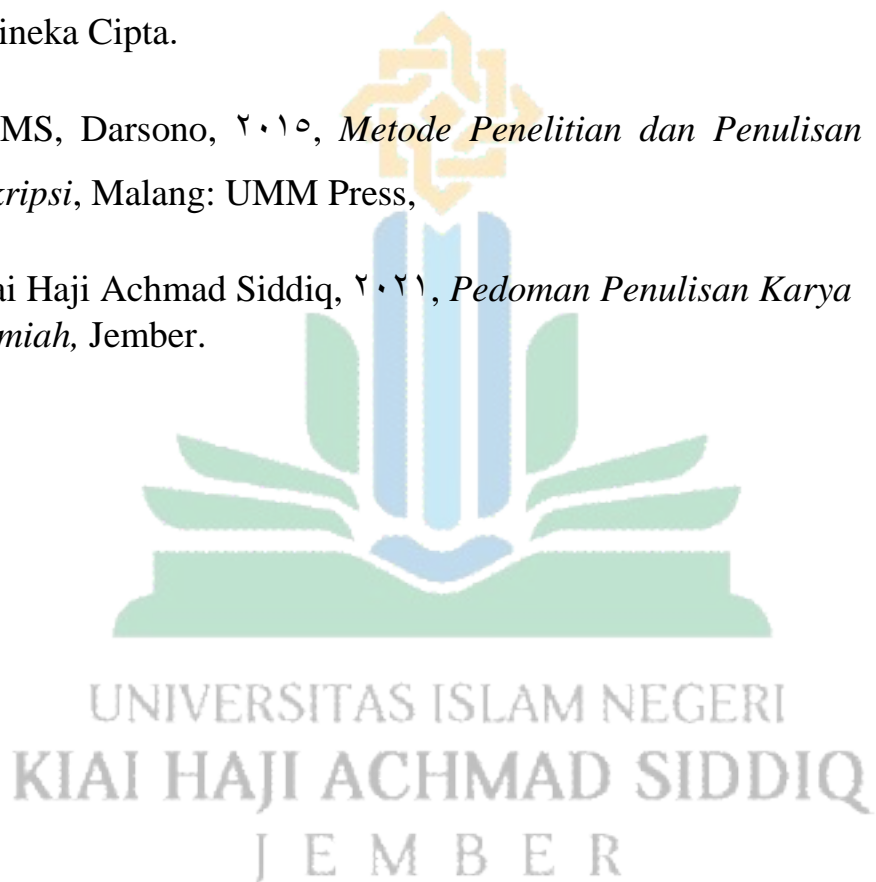 ineka Cipta.
MS, Darsono, ٢٠١٥, Metode Penelitian dan Penulisan
kripsi, Malang: UMM Press,
ai Haji Achmad Siddiq, ٢٠٢١, Pedoman Penulisan Karya
miah, Jember.
UNIVERSITAS ISLAM NEGERI
KIAI HAJI ACHMAD SIDDIQ
JEMBER